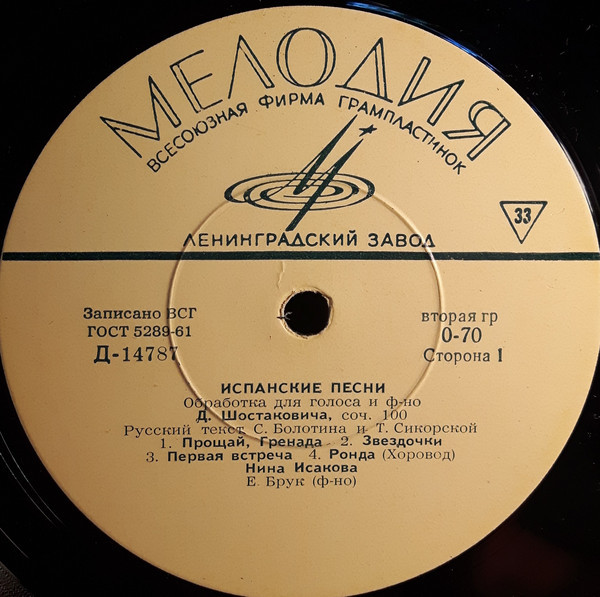 МЕЛОДИЯ
ВСЕСОЮЗНАЯ ФИРМА ГРАМПЛАСТИНОК
33
ЛЕНИНГРАДСКИЙ ЗАВОД
Записано ВСГ
ГОСТ 5289-61
Д-14787
вторая гр
0-70
Сторона 1
ИСПАНСКИЕ ПЕСНИ
Обработка для голоса и ф-но
Д. Шостаковича, соч. 100
Русский текст С. Болотина и Т. Сикорской
1. Прощай, Гренада 2. Звездочки
3. Первая встреча 4. Ронда (Хоровод)
Нина Исакова
Е. Брук (ф-но)